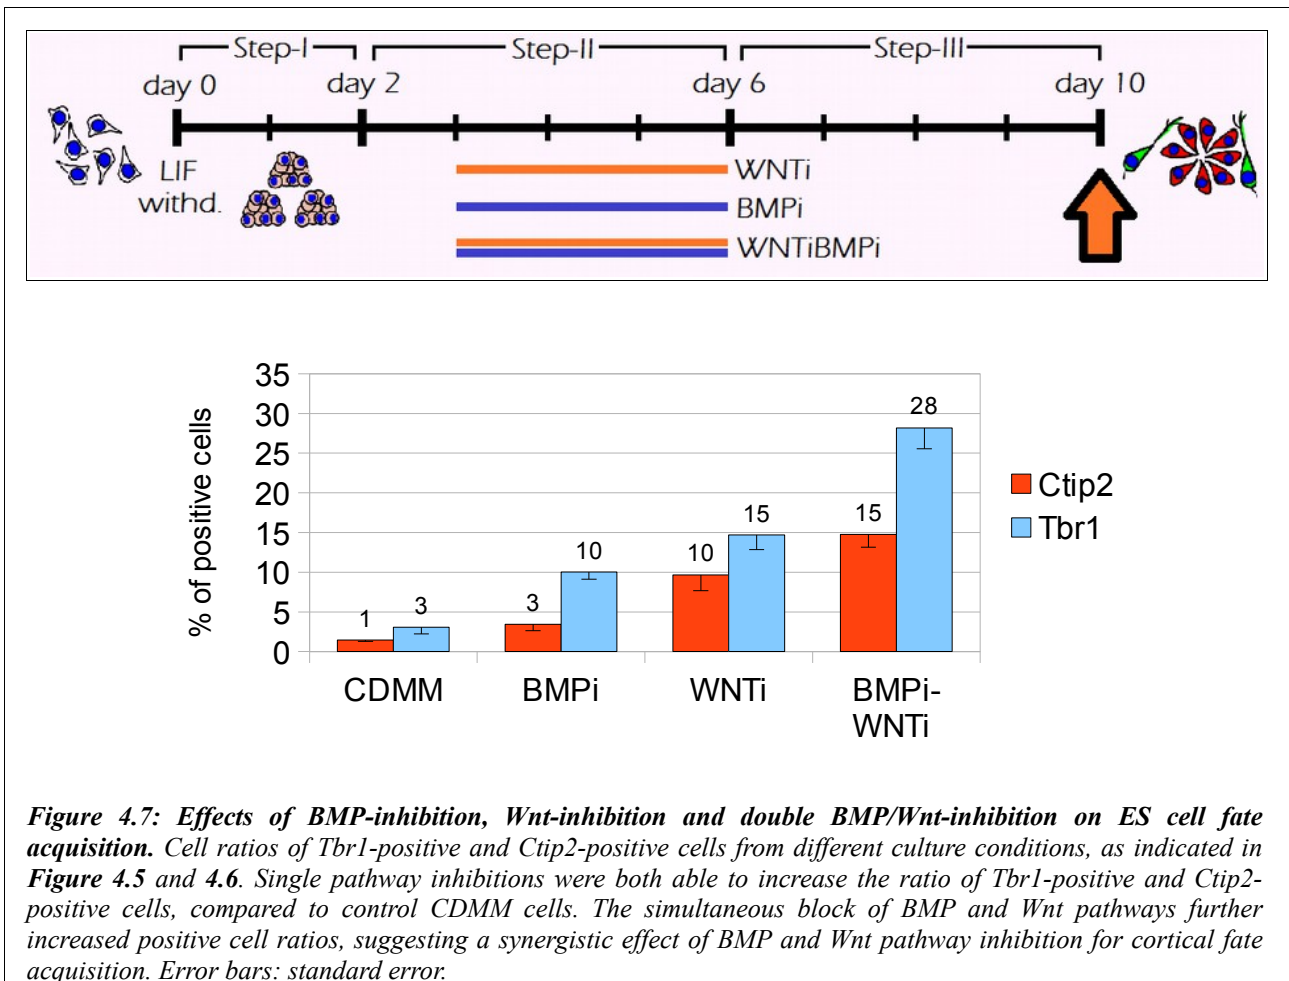 Step-I Step-II Step-III
day 0 day 2 day 6 day 10
LIF
withd.
WNTi
BMPi
WNTiBMPi
% of positive cells
35
30
25
20
15
10
5
0
1 3 3 10 10 15 15 28
CDMM BMPi WNTi BMPi-
WNTi
Ctip2
Tbr1
Figure 4.7: Effects of BMP-inhibition, Wnt-inhibition and double BMP/Wnt-inhibition on ES cell fate
acquisition. Cell ratios of Tbr1-positive and Ctip2-positive cells from different culture conditions, as indicated in
Figure 4.5 and 4.6. Single pathway inhibitions were both able to increase the ratio of Tbr1-positive and Ctip2-
positive cells, compared to control CDMM cells. The simultaneous block of BMP and Wnt pathways further
increased positive cell ratios, suggesting a synergistic effect of BMP and Wnt pathway inhibition for cortical fate
acquisition. Error bars: standard error.